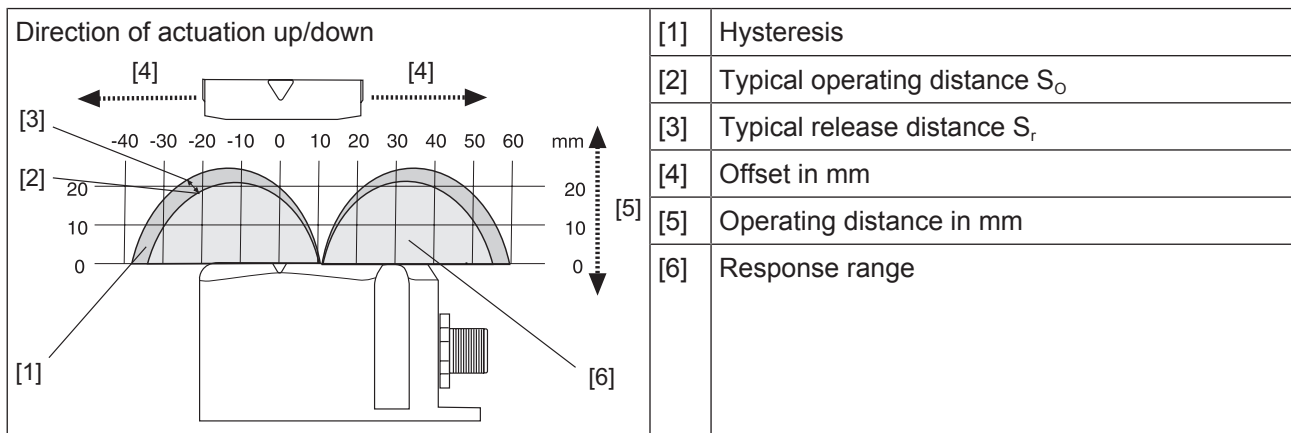 Direction of actuation up/down
[4] [4]
[3]
-40 -30 -20 -10 0 10 20 30 40 50 60 mm
[2]
20 20
[5]
10 10
0 0
[1] [6]
[1] Hysteresis
[2] Typical operating distance S_O
[3] Typical release distance S_r
[4] Offset in mm
[5] Operating distance in mm
[6] Response range